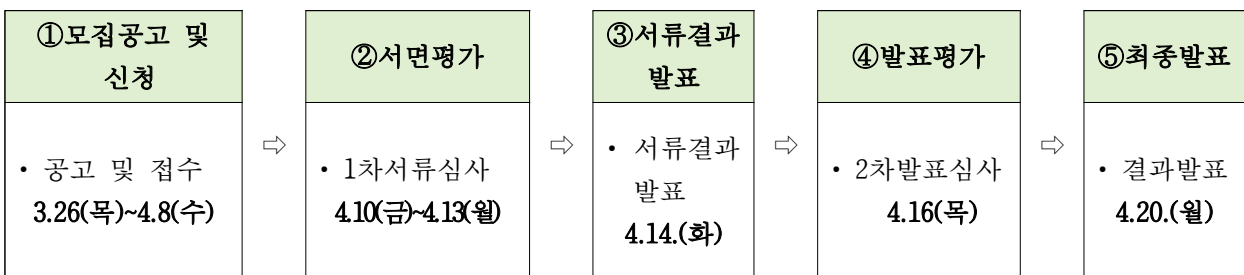 ①모집공고 및
신청
②서면평가
③서류결과
발표
④발표평가
⑤최종발표
• 공고 및 접수
3.26(목)~4.8(수)
⇨
• 1차서류심사
4.10(금)~4.13(월)
⇨
• 서류결과
발표
4.14.(화)
⇨
• 2차발표심사
4.16(목)
⇨
• 결과발표
4.20.(월)